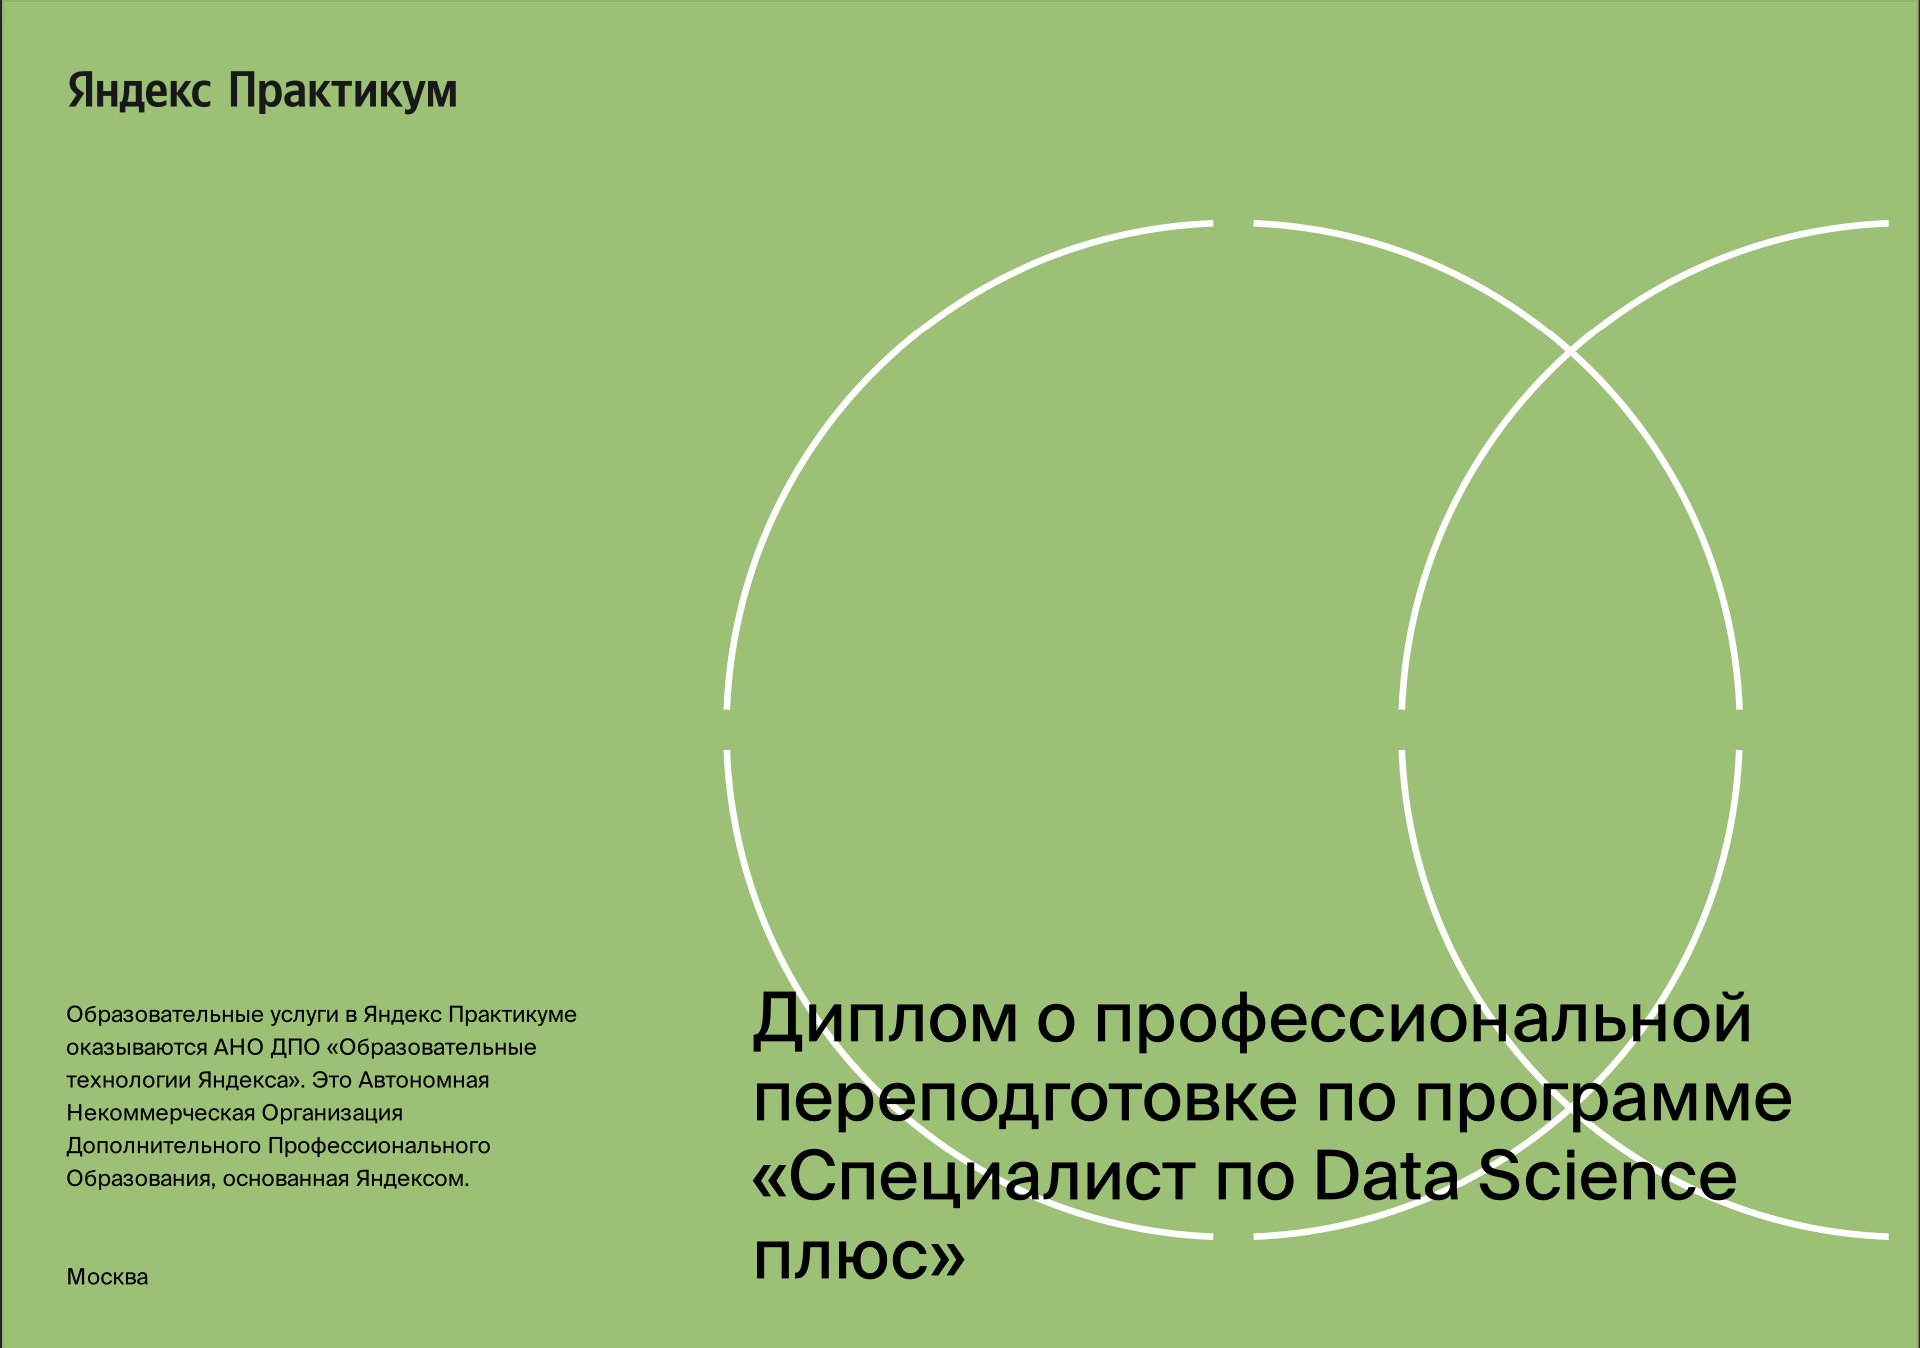 Яндекс Практикум
Образовательные услуги в Яндекс Практикуме
оказываются АНО ДПО «Образовательные
технологии Яндекса». Это Автономная
Некоммерческая Организация
Дополнительного Профессионального
Образования, основанная Яндексом.
Москва
Диплом о профессиональной
переподготовке по программе
«Специалист по Data Science
плюс»